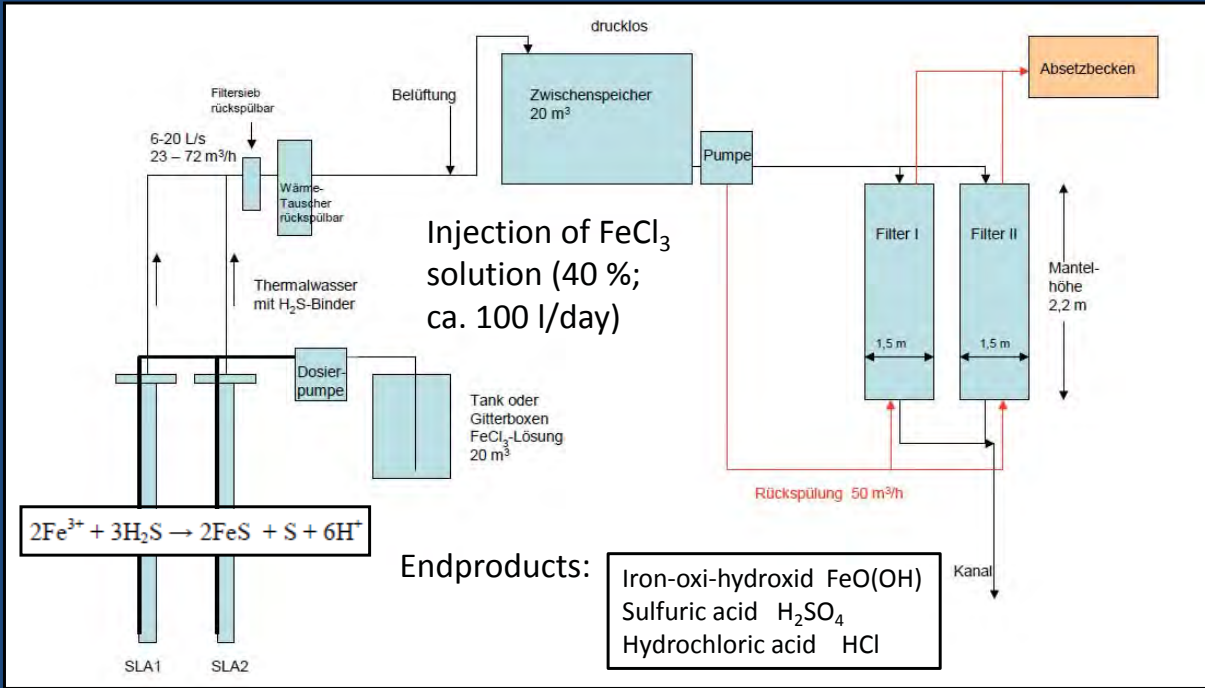 drucklos
Absetzbecken
Filtersieb
rückspülbar
Belüftung
Zwischenspeicher
20 m³
6-20 L/s
23 – 72 m³/h
Pumpe
Wärme-
Tauscher
rückspülbar
Injection of FeCl₃
solution (40 %;
ca. 100 l/day)
Filter I
Filter II
Mantel-
höhe
2,2 m
Thermalwasser
mit H₂S-Binder
1,5 m
1,5 m
Dosier-
pumpe
Tank oder
Gitterboxen
FeCl₃-Lösung
20 m³
Rückspülung 50 m³/h
2Fe³⁺ + 3H₂S → 2FeS + S + 6H⁺
Endproducts:
Iron-oxi-hydroxid FeO(OH)
Sulfuric acid H₂SO₄
Hydrochloric acid HCl
Kanal
SLA1
SLA2